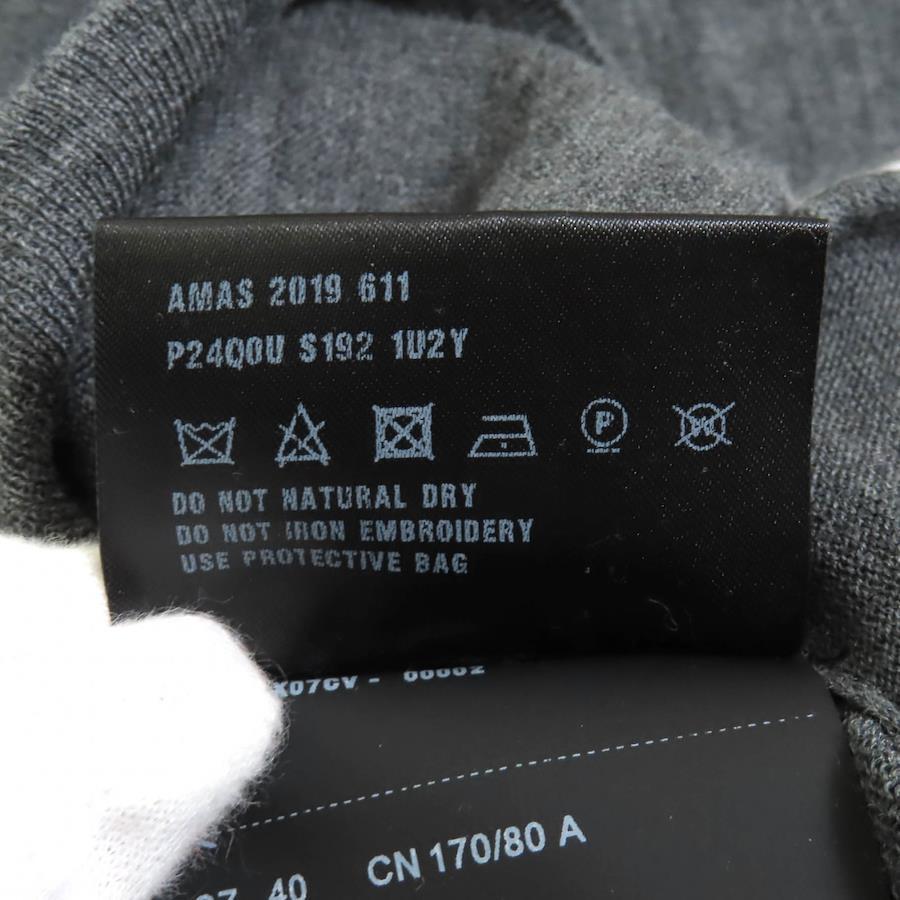 AMAS 2019 611
P24Q0U S192 1U2Y
P
DO NOT NATURAL DRY
DO NOT IRON EMBROIDERY
USE PROTECTIVE BAG
40 CN 170/80 A